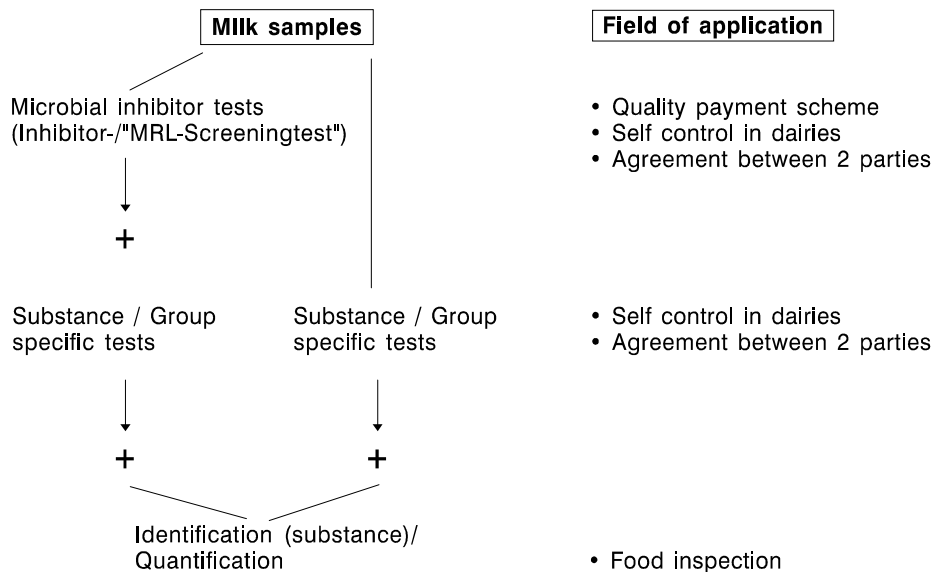 MIlk samples
Field of application
Microbial inhibitor tests
(Inhibitor-/"MRL-Screeningtest")
• Quality payment scheme
• Self control in dairies
• Agreement between 2 parties
+
Substance / Group
specific tests
Substance / Group
specific tests
• Self control in dairies
• Agreement between 2 parties
+
+
Identification (substance)/
Quantification
• Food inspection